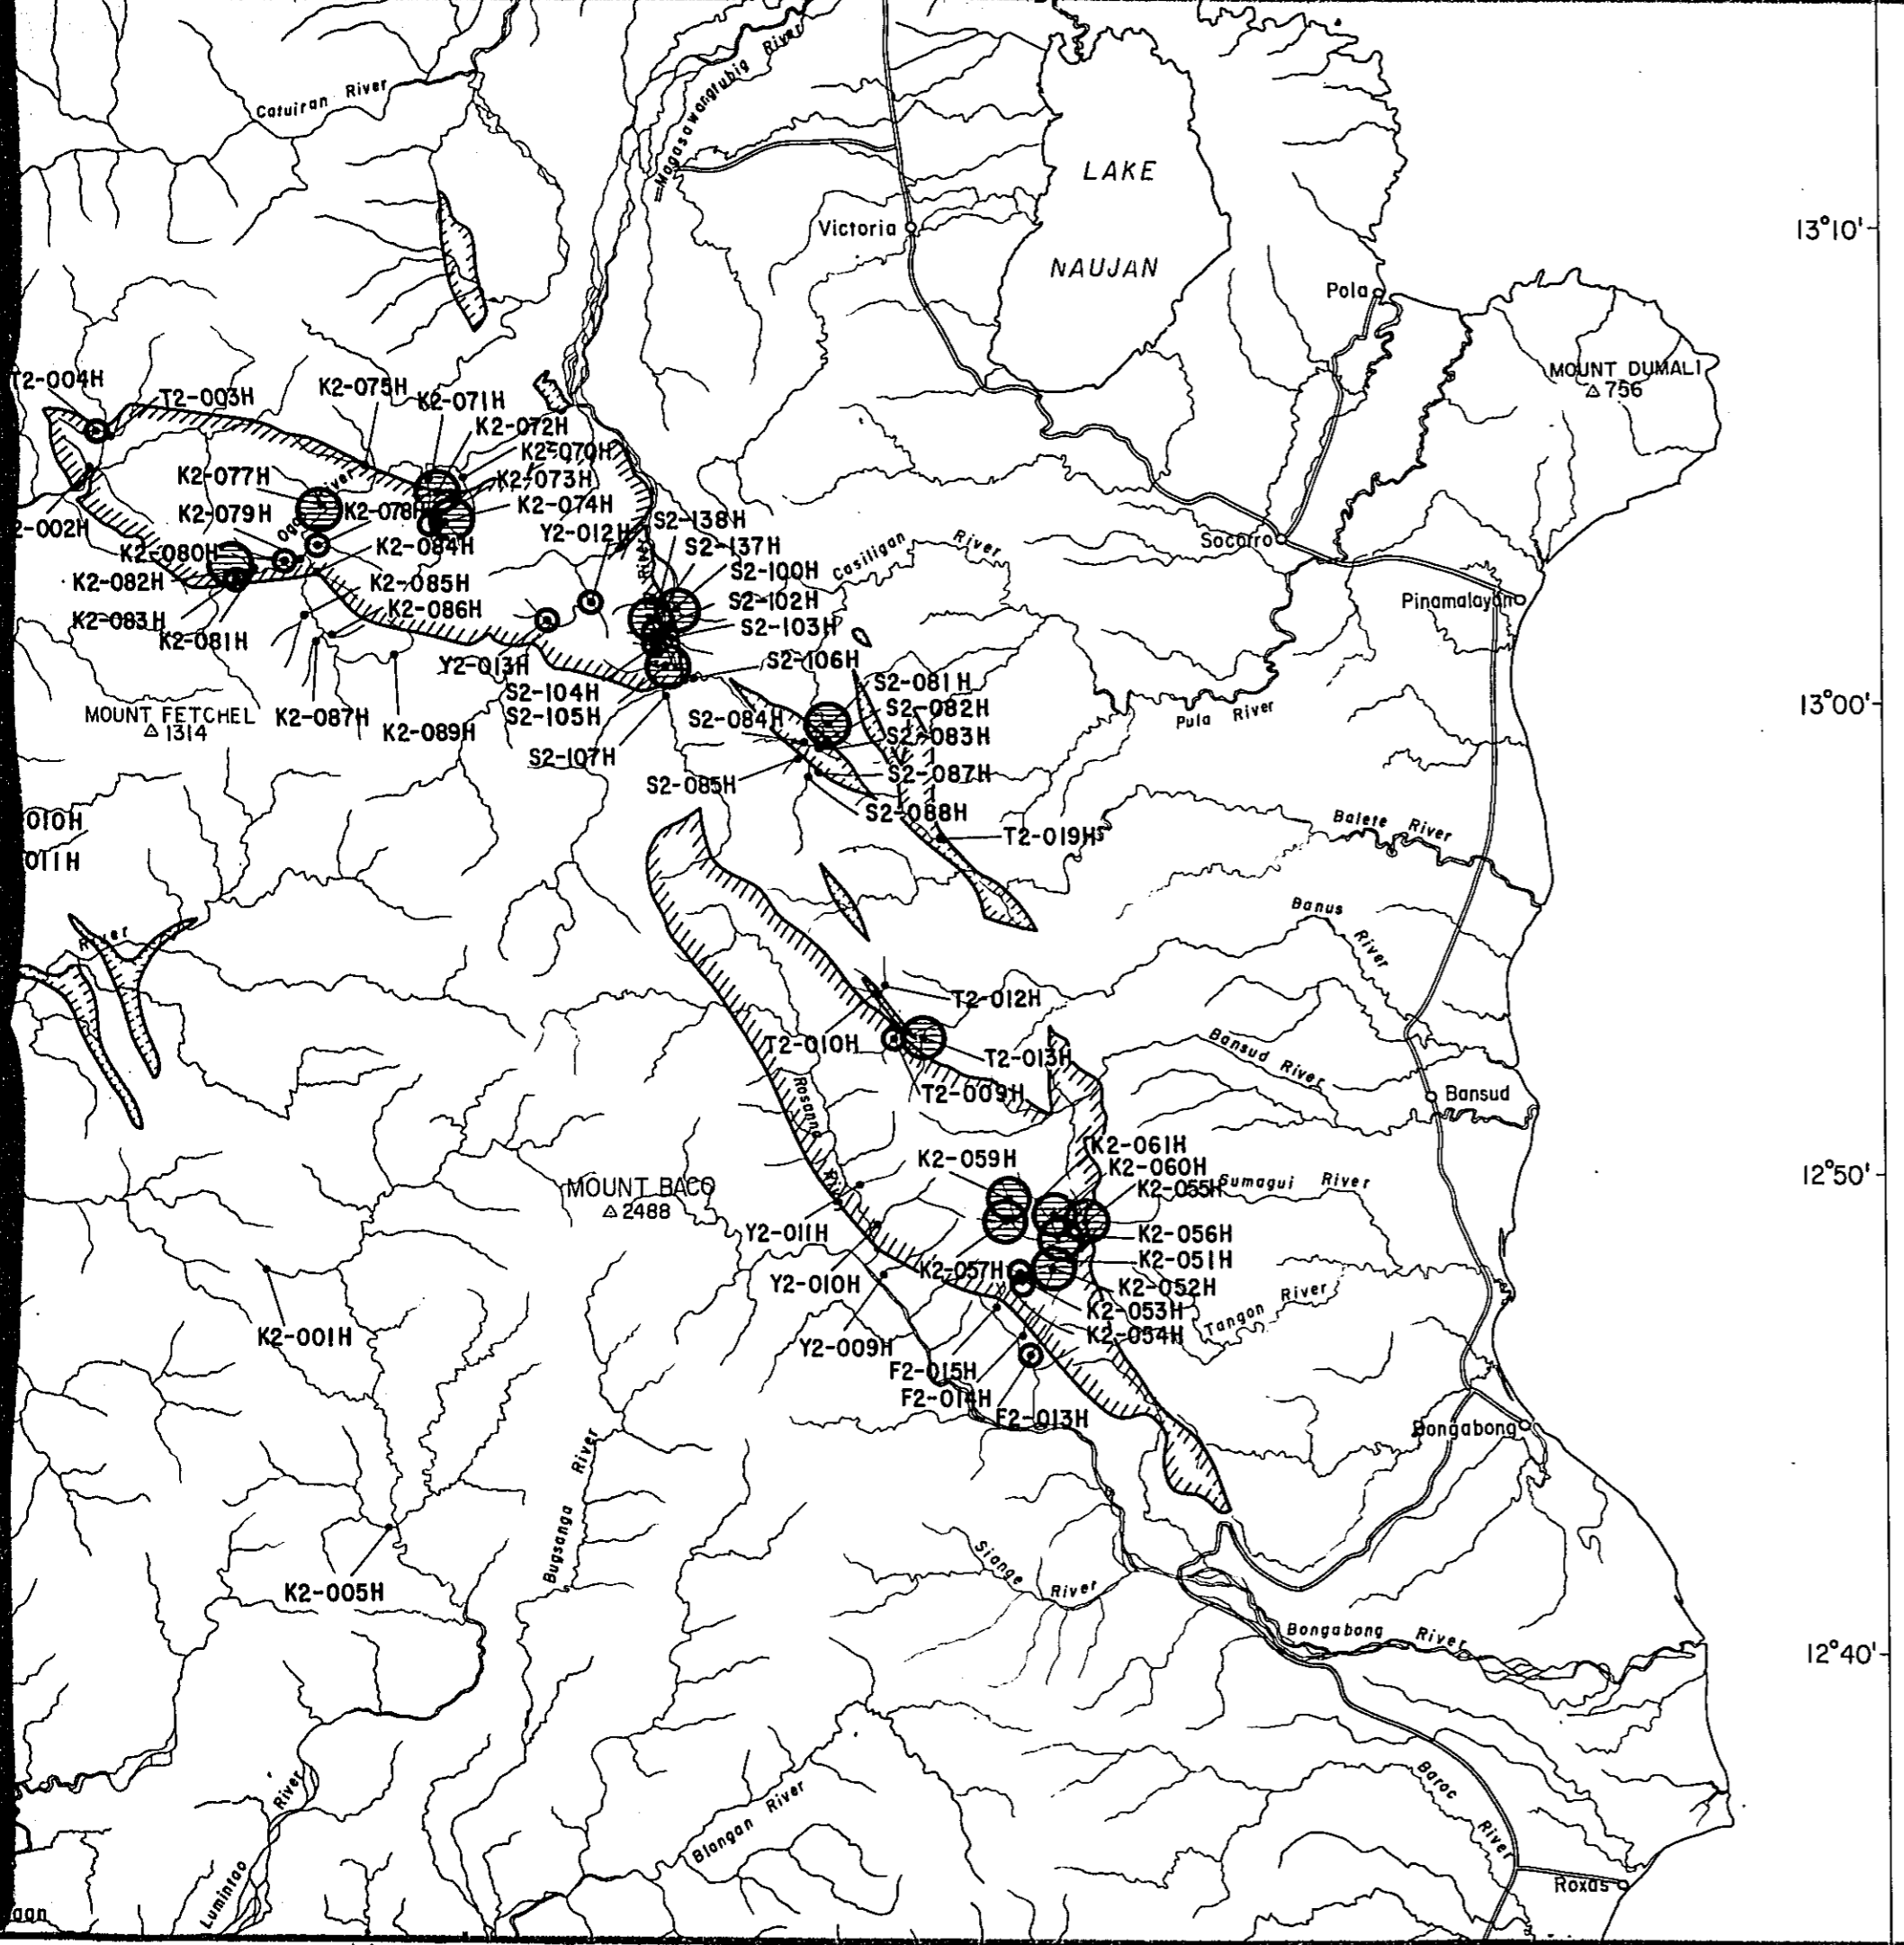 Catuiran River
Magasawangtubig River
LAKE
NAUJAN
Victoria
13°10'
Pola
MOUNT DUMALI
△ 756
T2-004H
T2-003H
K2-075H
K2-071H
K2-072H
K2-070H
K2-077H
River
K2-073H
K2-079H
K2-078H
K2-074H
2-002H
Y2-012H
S2-138H
K2-080H
K2-084H
River
S2-137H
Casiligan River
Socorro
K2-082H
K2-085H
S2-100H
K2-083H
K2-086H
S2-102H
Pinamalayan
K2-081H
S2-103H
Y2-013H
S2-106H
S2-104H
S2-081H
MOUNT FETCHEL
△ 1314
K2-087H
S2-105H
S2-084H
S2-082H
Pula River
13°00'
K2-089H
S2-083H
S2-107H
S2-087H
S2-085H
S2-088H
010H
T2-019H
Balete River
011H
Banus River
River
T2-012H
T2-010H
T2-013H
Bansud River
T2-009H
Bansud
K2-061H
K2-059H
K2-060H
MOUNT BACO
△ 2488
K2-055H
Sumagui River
12°50'
Y2-011H
K2-056H
K2-057H
K2-051H
Y2-010H
K2-052H
K2-001H
K2-053H
Tangon River
Y2-009H
K2-054H
F2-015H
F2-014H
F2-013H
Bongabong
Bugsanga River
Siange River
K2-005H
Bongabong River
12°40'
Baroc River
Lumintao River
Blangan River
Roxas